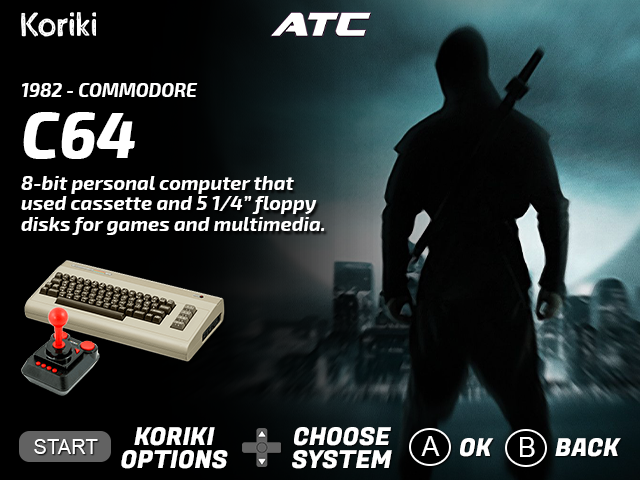 Koriki
ATC
1982 - COMMODORE
C64
8-bit personal computer that
used cassette and 5 1/4” floppy
disks for games and multimedia.
START
KORIKI
OPTIONS
CHOOSE
SYSTEM
A OK
B BACK